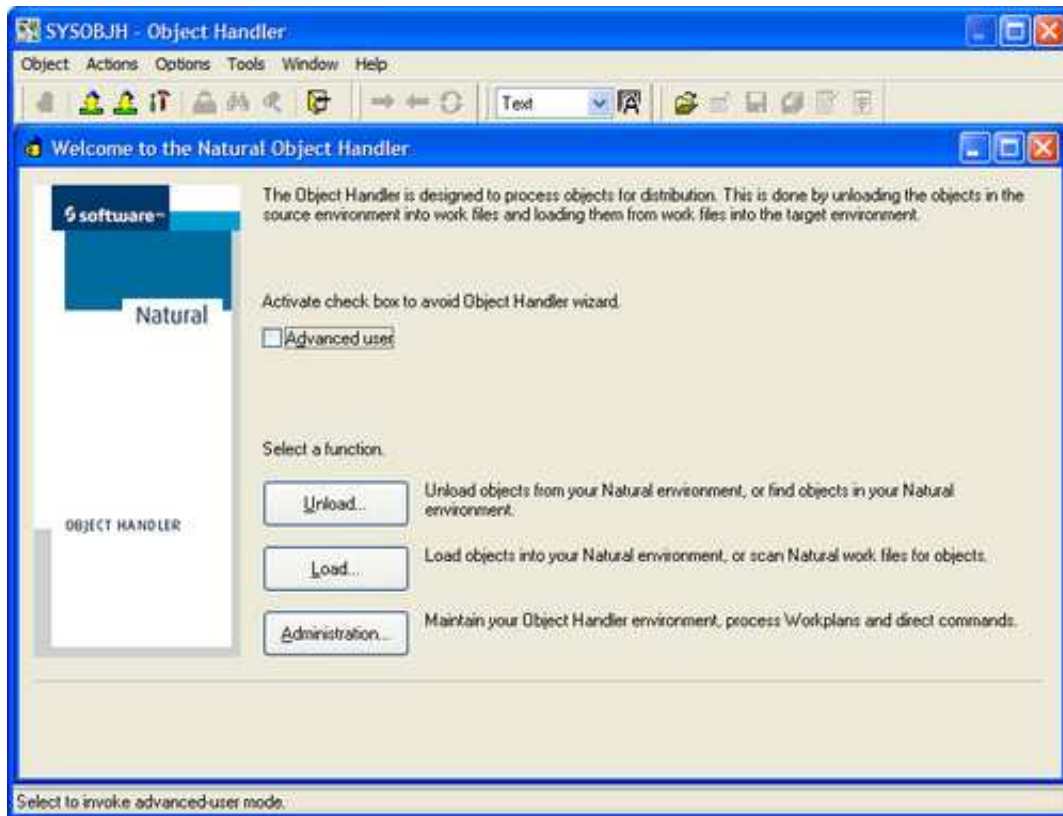 SYSOBJH - Object Handler
Object Actions Options Tools Window Help
Text
Welcome to the Natural Object Handler
software
Natural
OBJECT HANDLER
The Object Handler is designed to process objects for distribution. This is done by unloading the objects in the
source environment into work files and loading them from work files into the target environment.
Activate check box to avoid Object Handler wizard.
Advanced user
Select a function.
Unload...
Unload objects from your Natural environment, or find objects in your Natural
environment.
Load...
Load objects into your Natural environment, or scan Natural work files for objects.
Administration...
Maintain your Object Handler environment, process Workplans and direct commands.
Select to invoke advanced-user mode.